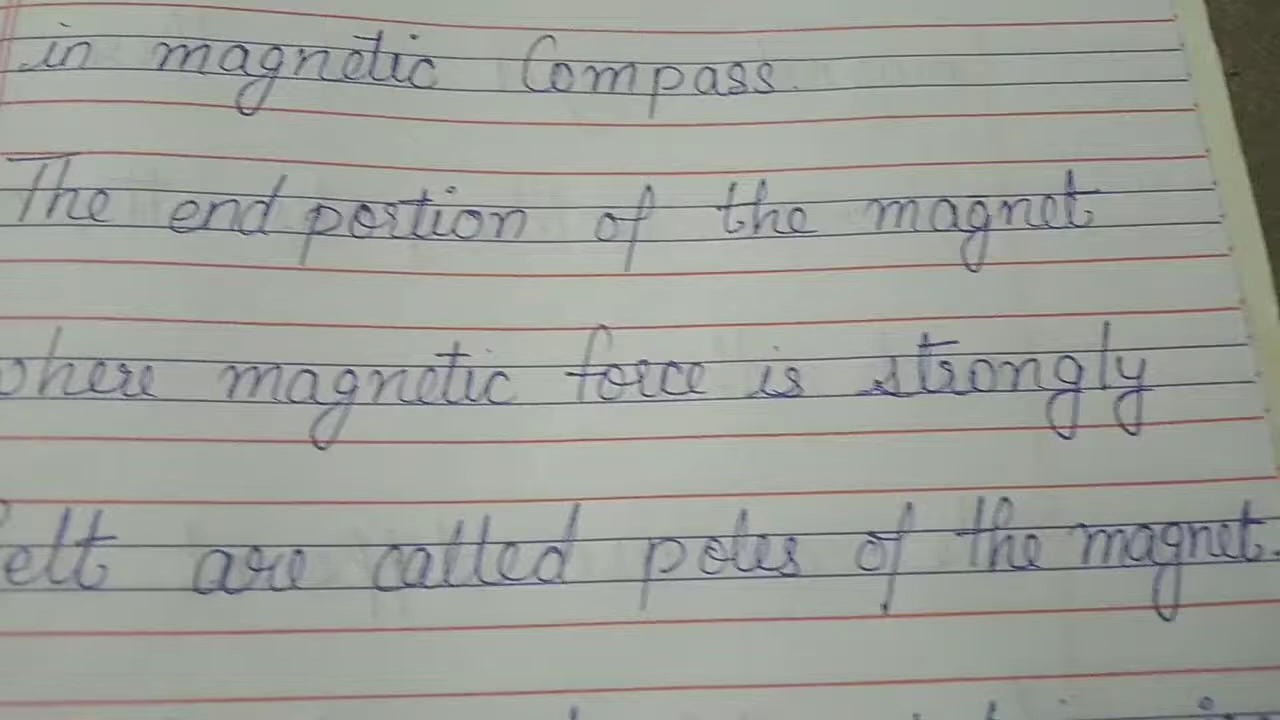 in magnetic Compass.
The end portion of the magnet
where magnetic force is strongly
felt are called poles of the magnet.